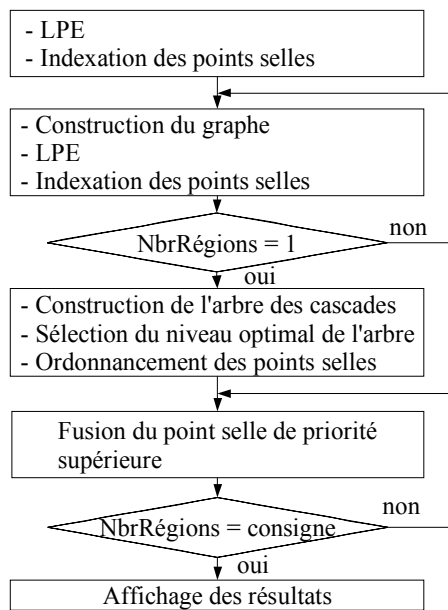 - LPE
- Indexation des points selles
- Construction du graphe
- LPE
- Indexation des points selles
non
NbrRégions = 1
oui
- Construction de l'arbre des cascades
- Sélection du niveau optimal de l'arbre
- Ordonnancement des points selles
Fusion du point selle de priorité
supérieure
non
NbrRégions = consigne
oui
Affichage des résultats